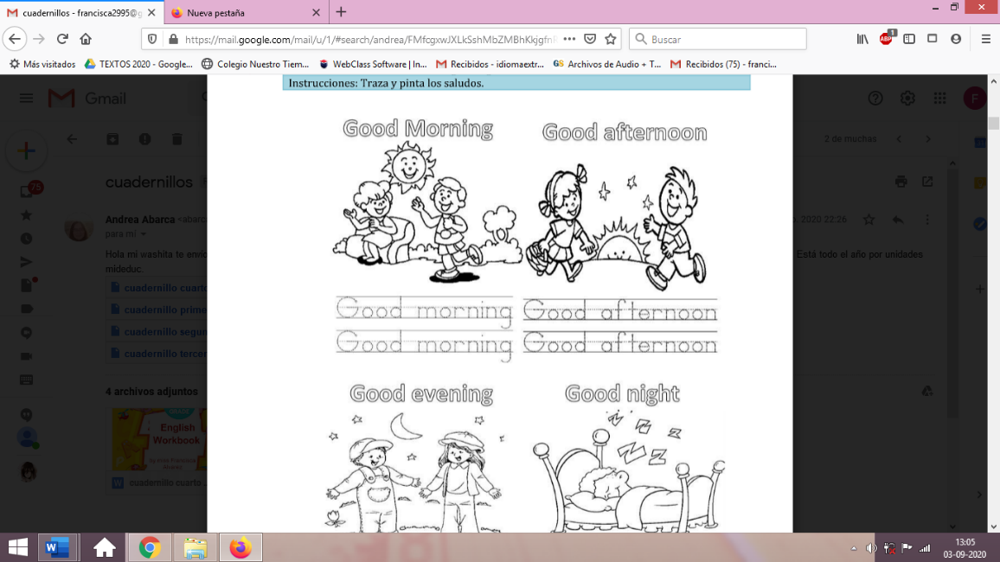 cuadernillos - francisca2995@g
Nueva pestaña
https://mail.google.com/mail/u/1/#search/andrea/FMfcgxwJXLkSshMbZMBhKkjgfnR
Buscar
Más visitados
TEXTOS 2020 - Google...
Colegio Nuestro Tiem...
WebClass Software | In...
Recibidos - idiomaextr...
Archivos de Audio + T...
Recibidos (75) - franci...
Instrucciones: Traza y pinta los saludos.
Gmail
F
2 de muchas
75
cuadernillos
Andrea Abarca <abarc
2020 22:26
para mí
Hola mi washita te envio
Está todo el año por unidades
mideduc.
cuadernillo cuarto
cuadernillo prime
cuadernillo segun
cuadernillo tercer
4 archivos adjuntos
English
Workbook
cuadernillo cuarto ...
Good Morning
Good afternoon
Good morning
Good afternoon
Good morning
Good afternoon
Good evening
Good night
Z Z Z
Z Z
13:05
03-09-2020